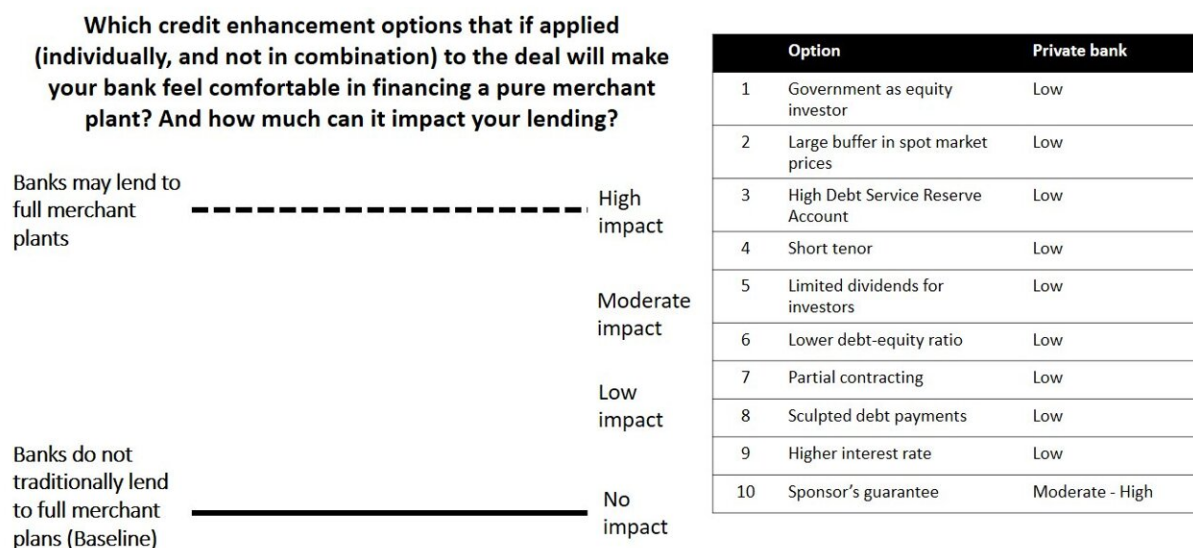 Which credit enhancement options that if applied
(individually, and not in combination) to the deal will make
your bank feel comfortable in financing a pure merchant
plant? And how much can it impact your lending?
Banks may lend to
full merchant
plants
High
impact
Moderate
impact
Low
impact
Banks do not
traditionally lend
to full merchant
plans (Baseline)
No
impact
Option Private bank
1 Government as equity
investor
Low
2 Large buffer in spot market
prices
Low
3 High Debt Service Reserve
Account
Low
4 Short tenor Low
5 Limited dividends for
investors
Low
6 Lower debt-equity ratio Low
7 Partial contracting Low
8 Sculpted debt payments Low
9 Higher interest rate Low
10 Sponsor’s guarantee Moderate - High